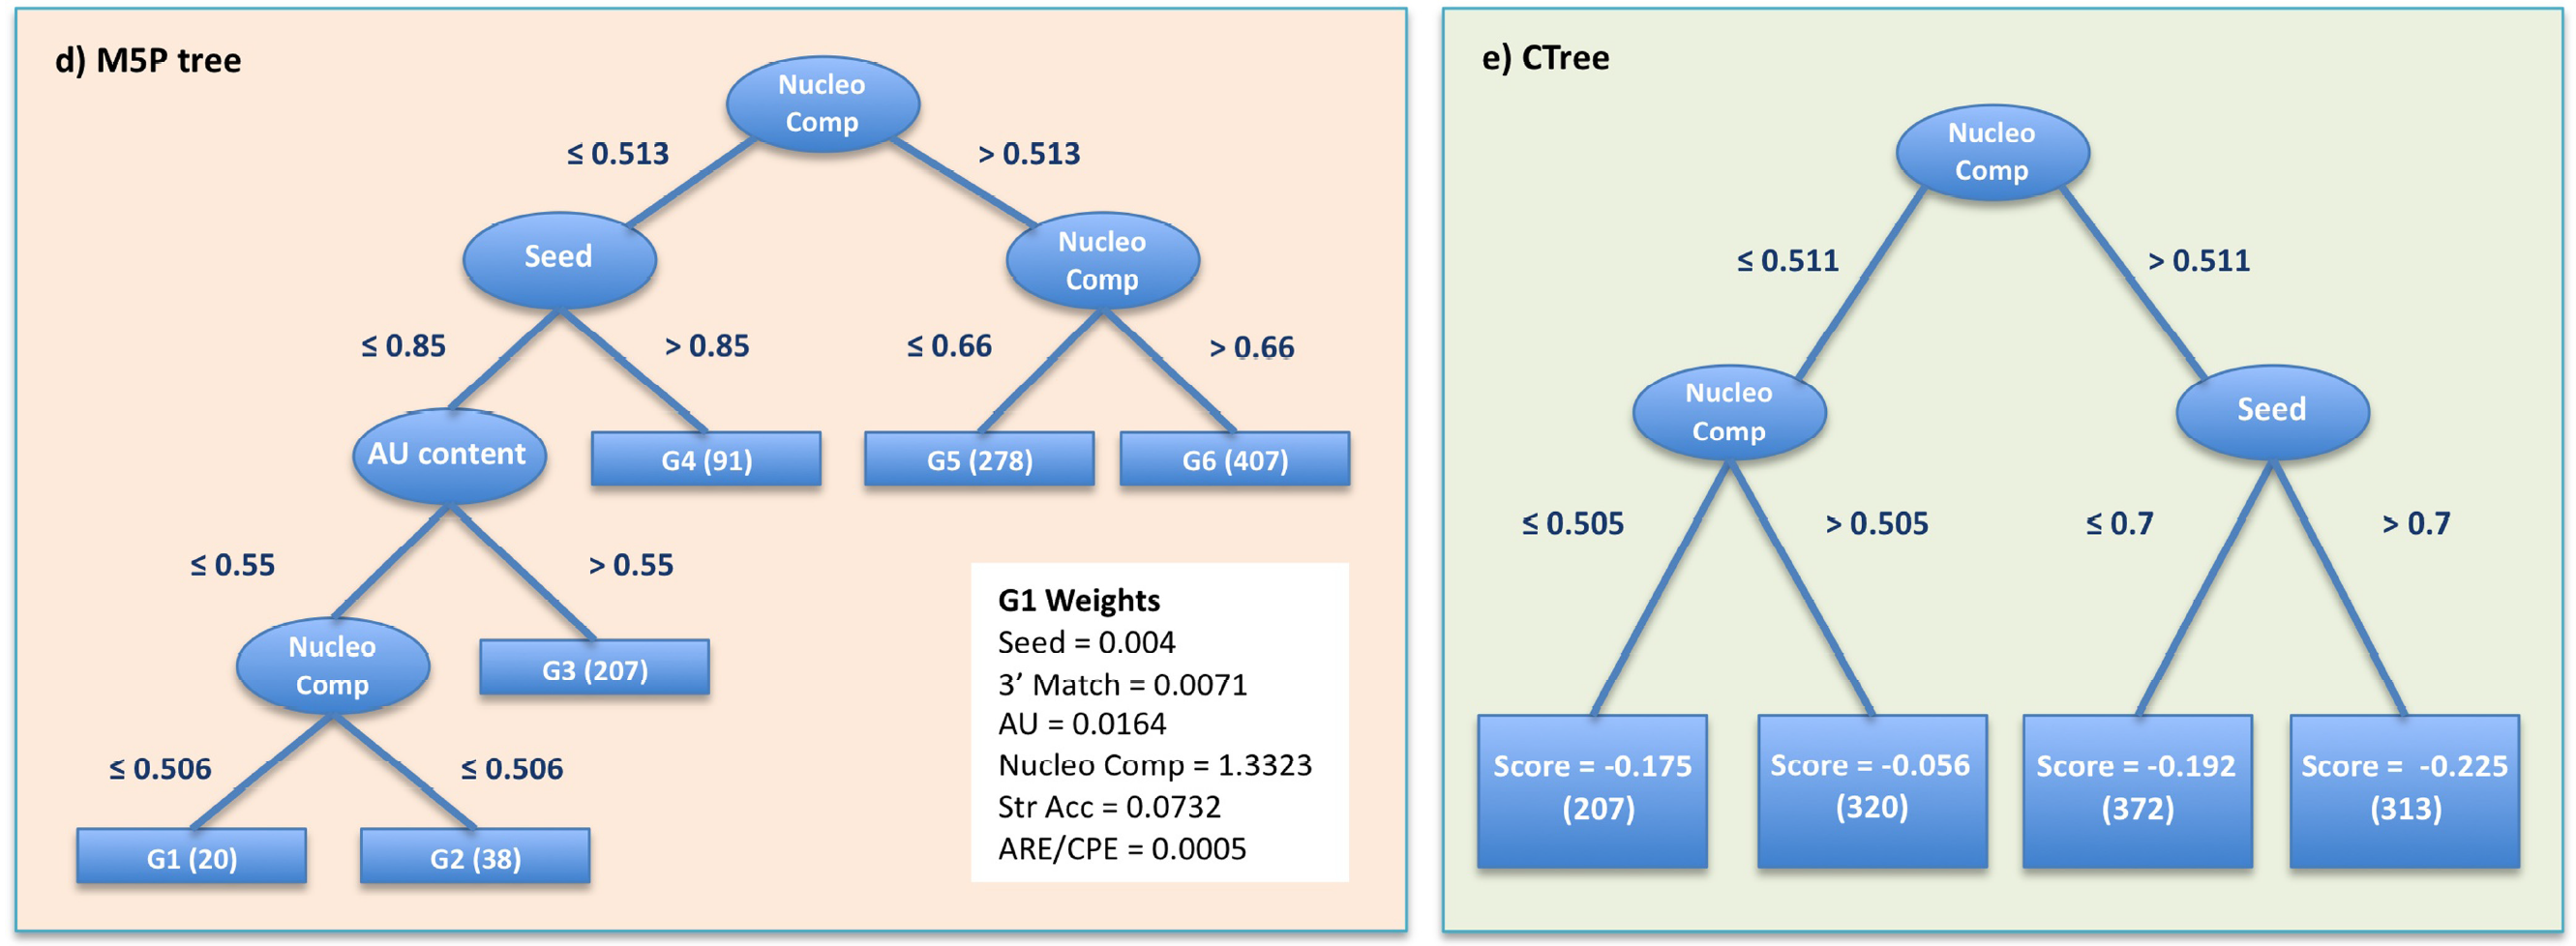 d) M5P tree
Nucleo
Comp
≤ 0.513
> 0.513
Seed
Nucleo
Comp
≤ 0.85
> 0.85
≤ 0.66
> 0.66
AU content
G4 (91)
G5 (278)
G6 (407)
≤ 0.55
> 0.55
Nucleo
Comp
G3 (207)
≤ 0.506
≤ 0.506
G1 (20)
G2 (38)
G1 Weights
Seed = 0.004
3’ Match = 0.0071
AU = 0.0164
Nucleo Comp = 1.3323
Str Acc = 0.0732
ARE/CPE = 0.0005
e) CTree
Nucleo
Comp
≤ 0.511
> 0.511
Nucleo
Comp
Seed
≤ 0.505
> 0.505
≤ 0.7
> 0.7
Score = -0.175
(207)
Score = -0.056
(320)
Score = -0.192
(372)
Score = -0.225
(313)